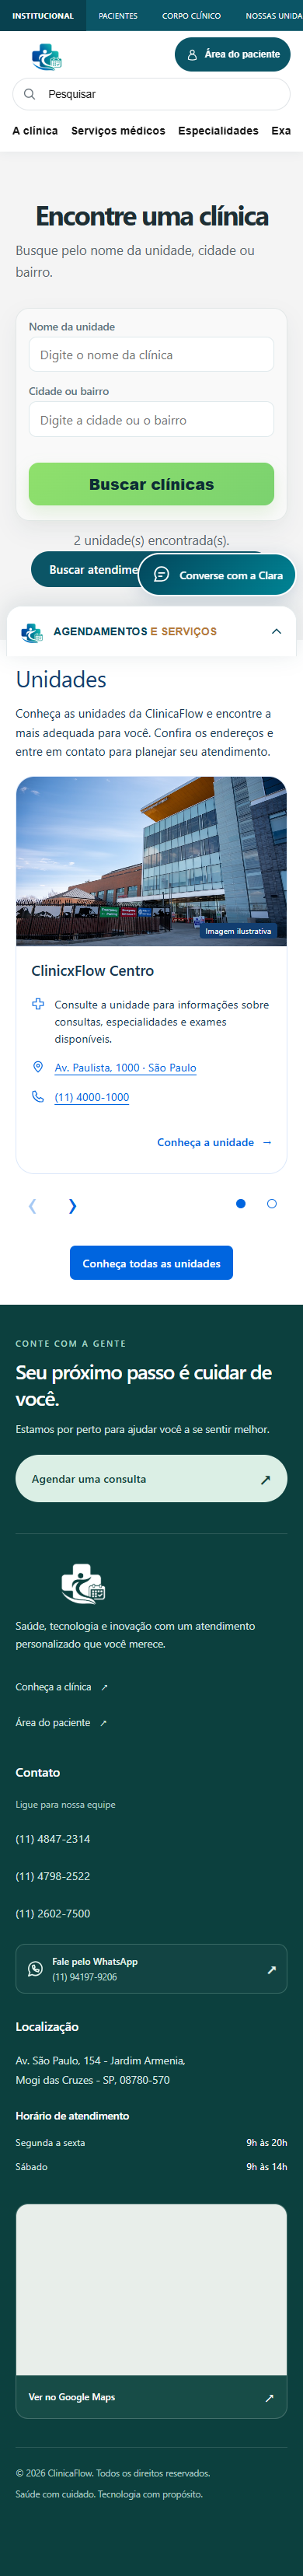 INSTITUCIONAL PACIENTES CORPO CLÍNICO NOSSAS UNIDA
Área do paciente
Pesquisar
A clínica Serviços médicos Especialidades Exa
Encontre uma clínica
Busque pelo nome da unidade, cidade ou
bairro.
Nome da unidade
Digite o nome da clínica
Cidade ou bairro
Digite a cidade ou o bairro
Buscar clínicas
2 unidade(s) encontrada(s).
Buscar atendime
Converse com a Clara
AGENDAMENTOS E SERVIÇOS
Unidades
Conheça as unidades da ClinicaFlow e encontre a
mais adequada para você. Confira os endereços e
entre em contato para planejar seu atendimento.
Imagem ilustrativa
ClinicxFlow Centro
Consulte a unidade para informações sobre
consultas, especialidades e exames
disponíveis.
Av. Paulista, 1000 · São Paulo
(11) 4000-1000
Conheça a unidade →
Conheça todas as unidades
CONTE COM A GENTE
Seu próximo passo é cuidar de
você.
Estamos por perto para ajudar você a se sentir melhor.
Agendar uma consulta ↗
Saúde, tecnologia e inovação com um atendimento
personalizado que você merece.
Conheça a clínica ↗
Área do paciente ↗
Contato
Ligue para nossa equipe
(11) 4847-2314
(11) 4798-2522
(11) 2602-7500
Fale pelo WhatsApp
(11) 94197-9206 ↗
Localização
Av. São Paulo, 154 - Jardim Armenia,
Mogi das Cruzes - SP, 08780-570
Horário de atendimento
Segunda a sexta 9h às 20h
Sábado 9h às 14h
Ver no Google Maps ↗
© 2026 ClinicaFlow. Todos os direitos reservados.
Saúde com cuidado. Tecnologia com propósito.